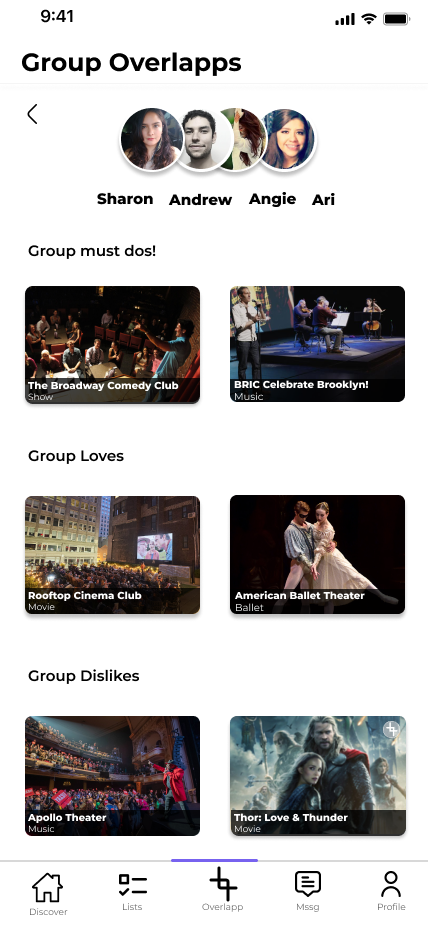 9:41
Group Overlapps
Sharon Andrew Angie Ari
Group must dos!
The Broadway Comedy Club
Show
BRIC Celebrate Brooklyn!
Music
Group Loves
Rooftop Cinema Club
Movie
American Ballet Theater
Ballet
Group Dislikes
Apollo Theater
Music
Thor: Love & Thunder
Movie
Discover
Lists
Overlapp
Mssg
Profile